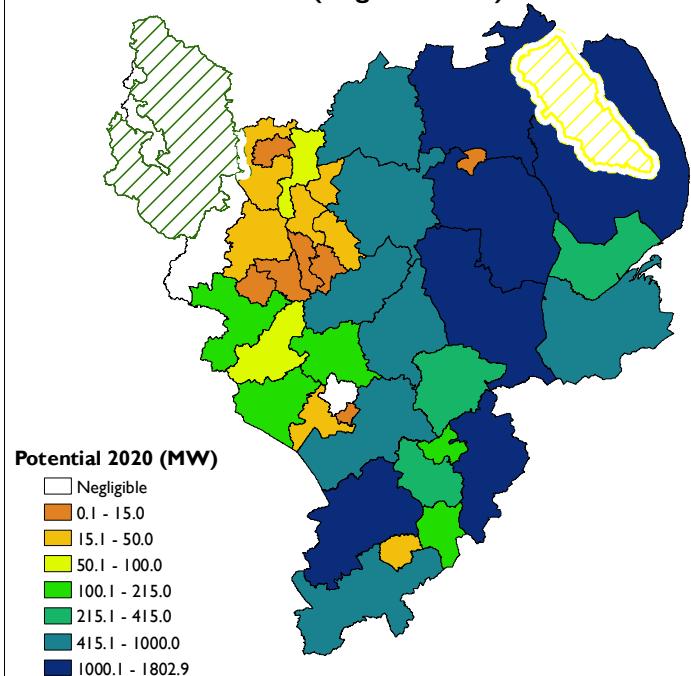 Potential 2020 (MW)
Negligible
0.1 - 15.0
15.1 - 50.0
50.1 - 100.0
100.1 - 215.0
215.1 - 415.0
415.1 - 1000.0
1000.1 - 1802.9